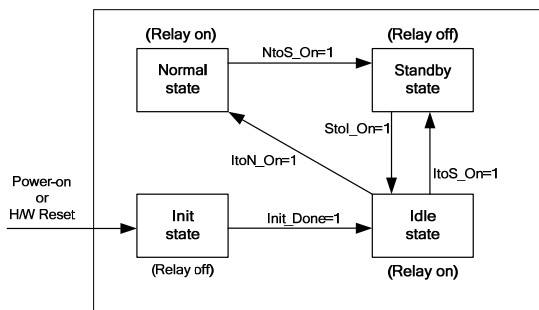 (Relay on)
(Relay off)
Normal
state
NtoS_On=1
Standby
state
StoI_On=1
ItoN_On=1
ItoS_On=1
Power-on
or
H/W Reset
Init
state
Init_Done=1
Idle
state
(Relay off)
(Relay on)